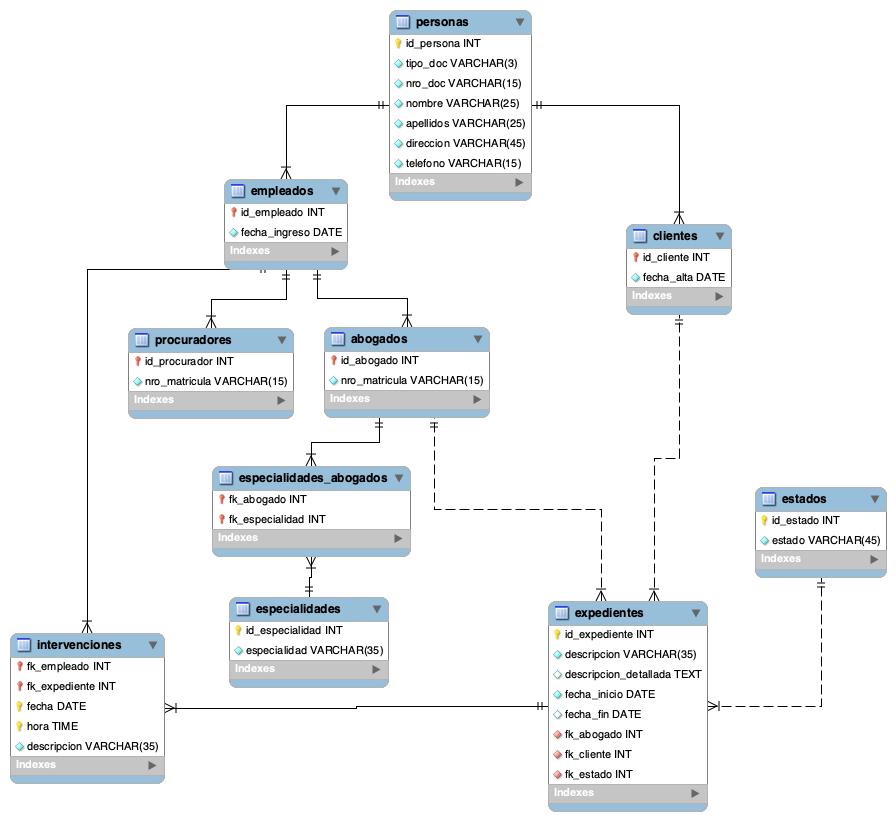 personas
id_persona INT
tipo_doc VARCHAR(3)
nro_doc VARCHAR(15)
nombre VARCHAR(25)
apellidos VARCHAR(25)
direccion VARCHAR(45)
telefono VARCHAR(15)
Indexes
empleados
id_empleado INT
fecha_ingreso DATE
Indexes
clientes
id_cliente INT
fecha_alta DATE
Indexes
procuradores
id_procurador INT
nro_matricula VARCHAR(15)
Indexes
abogados
id_abogado INT
nro_matricula VARCHAR(15)
Indexes
especialidades_abogados
fk_abogado INT
fk_especialidad INT
Indexes
estados
id_estado INT
estado VARCHAR(45)
Indexes
especialidades
id_especialidad INT
especialidad VARCHAR(35)
Indexes
expedientes
id_expediente INT
descripcion VARCHAR(35)
descripcion_detallada TEXT
fecha_inicio DATE
fecha_fin DATE
fk_abogado INT
fk_cliente INT
fk_estado INT
Indexes
intervenciones
fk_empleado INT
fk_expediente INT
fecha DATE
hora TIME
descripcion VARCHAR(35)
Indexes